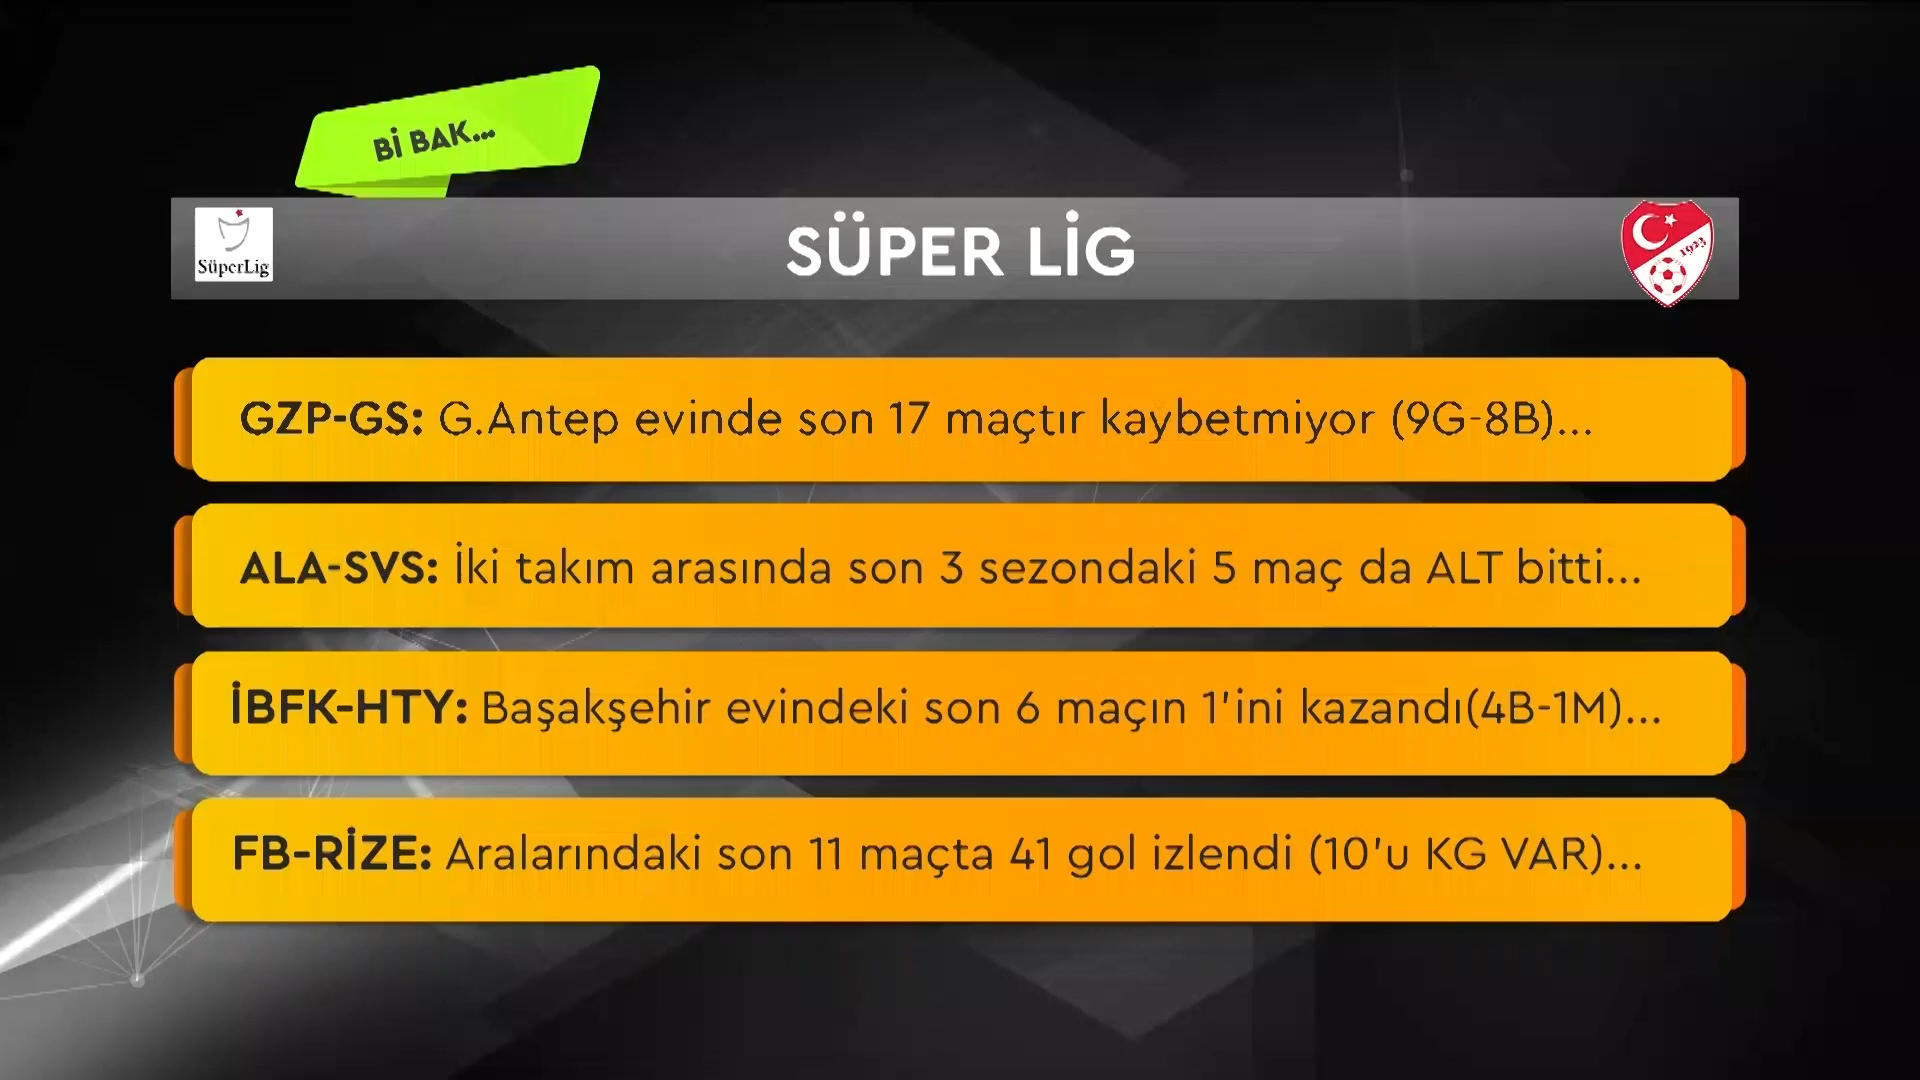 Bİ BAK...
SüperLig
SÜPER LİG
1923
GZP-GS: G.Antep evinde son 17 maçtır kaybetmiyor (9G-8B)...
ALA-SVS: İki takım arasında son 3 sezondaki 5 maç da ALT bitti...
İBFK-HTY: Başakşehir evindeki son 6 maçın 1'ini kazandı(4B-1M)...
FB-RİZE: Aralarındaki son 11 maçta 41 gol izlendi (10'u KG VAR)...